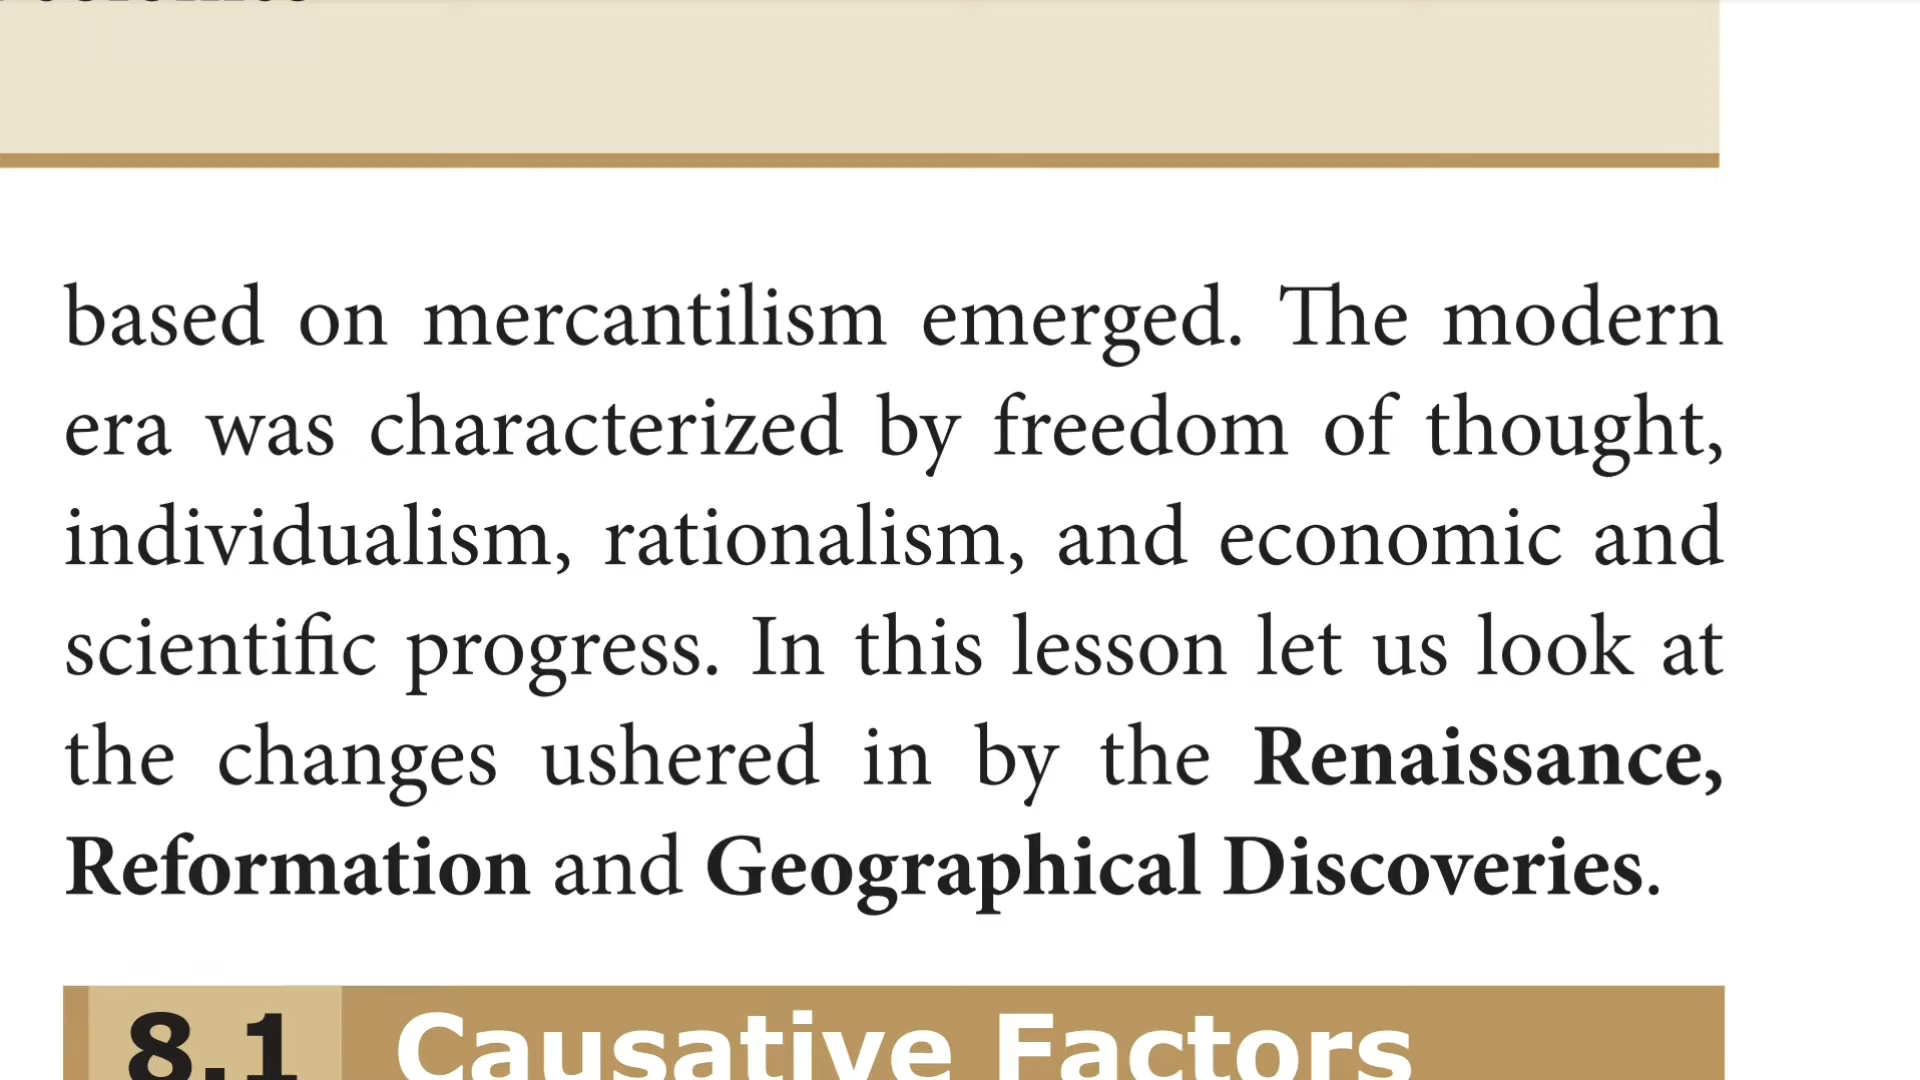 based on mercantilism emerged. The modern
era was characterized by freedom of thought,
individualism, rationalism, and economic and
scientific progress. In this lesson let us look at
the changes ushered in by the Renaissance,
Reformation and Geographical Discoveries.
8.1 Causative Factors